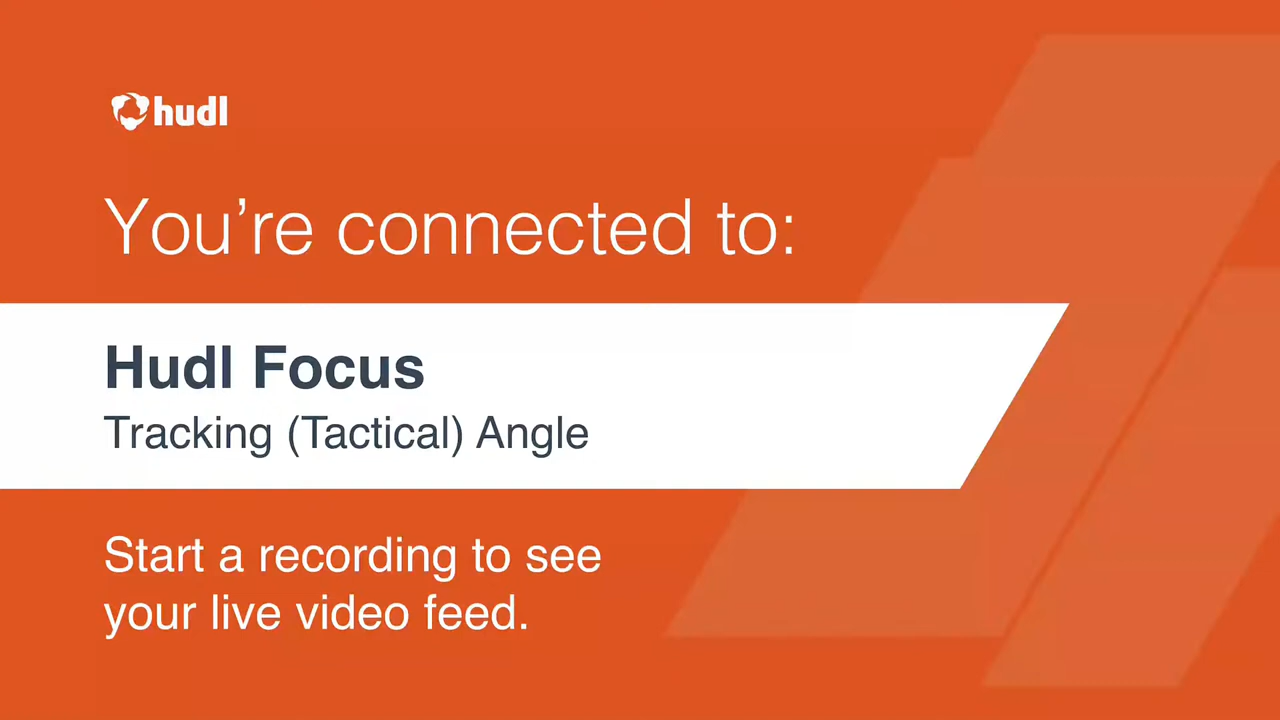 hudl
You’re connected to:
Hudl Focus
Tracking (Tactical) Angle
Start a recording to see
your live video feed.